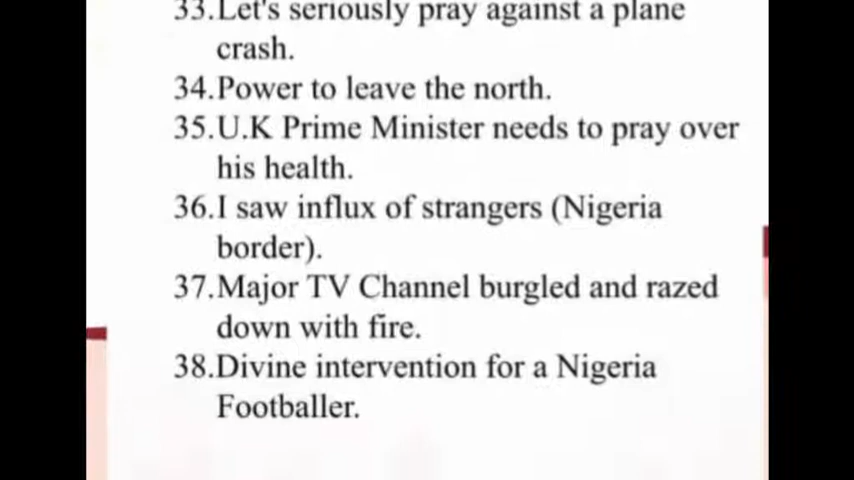 33.Let's seriously pray against a plane
crash.
34.Power to leave the north.
35.U.K Prime Minister needs to pray over
his health.
36.I saw influx of strangers (Nigeria
border).
37.Major TV Channel burgled and razed
down with fire.
38.Divine intervention for a Nigeria
Footballer.